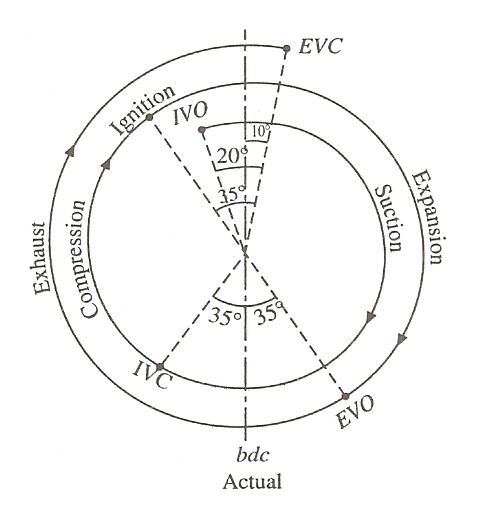 EVC
Ignition
IVO
10°
20°
35°
Suction
Expansion
Compression
Exhaust
35° 35°
IVC
EVO
bdc
Actual